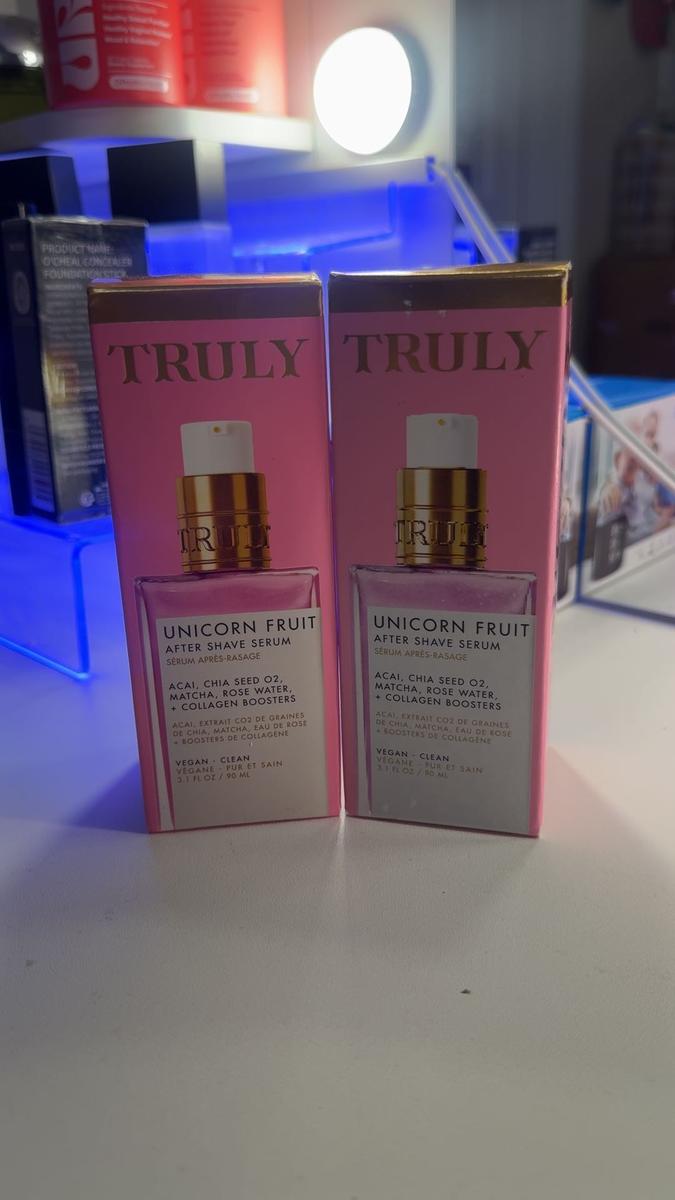 PRODUCT NAME:
O'CHEAL CONCEALER
FOUNDATION STICK
TRULY
TRULY
UNICORN FRUIT
AFTER SHAVE SERUM
SÉRUM APRÈS-RASAGE
ACAI, CHIA SEED O2,
MATCHA, ROSE WATER,
+ COLLAGEN BOOSTERS
ACAI, EXTRAIT CO2 DE GRAINES
DE CHIA, MATCHA, EAU DE ROSE
+ BOOSTERS DE COLLAGÈNE
VEGAN - CLEAN
VÉGANE - PUR ET SAIN
3.1 FL OZ / 90 ML
TRULY
TRULY
UNICORN FRUIT
AFTER SHAVE SERUM
SÉRUM APRÈS-RASAGE
ACAI, CHIA SEED O2,
MATCHA, ROSE WATER,
+ COLLAGEN BOOSTERS
ACAI, EXTRAIT CO2 DE GRAINES
DE CHIA, MATCHA, EAU DE ROSE
+ BOOSTERS DE COLLAGÈNE
VEGAN - CLEAN
VÉGANE - PUR ET SAIN
3.1 FL OZ / 90 ML